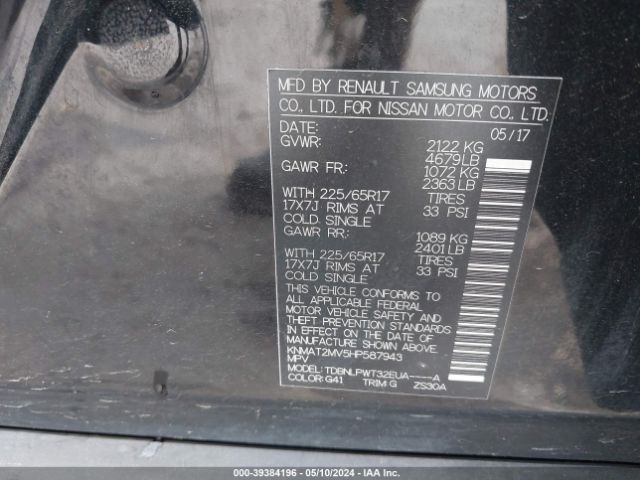 MFD BY RENAULT SAMSUNG MOTORS
CO., LTD. FOR NISSAN MOTOR CO., LTD.
DATE: 05/17
GVWR: 2122 KG
4679 LB
GAWR FR: 1072 KG
2363 LB
WITH 225/65R17 TIRES
17X7J RIMS AT 33 PSI
COLD SINGLE
GAWR RR: 1089 KG
2401 LB
WITH 225/65R17 TIRES
17X7J RIMS AT 33 PSI
COLD SINGLE
THIS VEHICLE CONFORMS TO
ALL APPLICABLE FEDERAL
MOTOR VEHICLE SAFETY AND
THEFT PREVENTION STANDARDS
IN EFFECT ON THE DATE OF
MANUFACTURE SHOWN ABOVE.
KNMAT2MV5HP587943
MPV
MODEL: TDBNLPWT32EUA----A
COLOR: G41 TRIM G ZS30A
000-39384196 - 05/10/2024 - IAA Holdings, LLC.